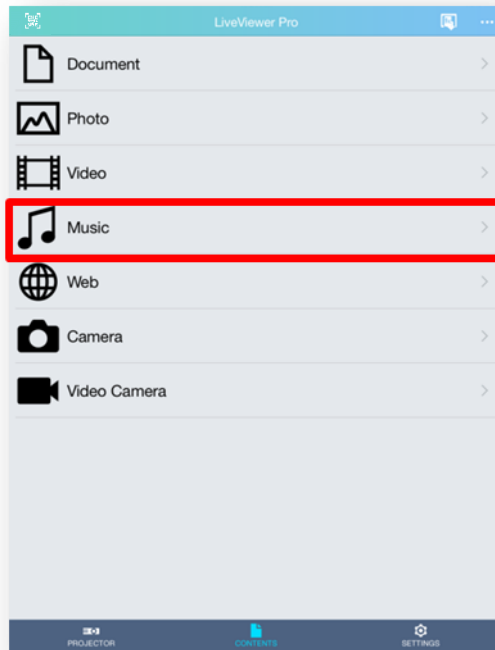 LiveViewer Pro
Document
Photo
Video
Music
Web
Camera
Video Camera
PROJECTOR
CONTENTS
SETTINGS